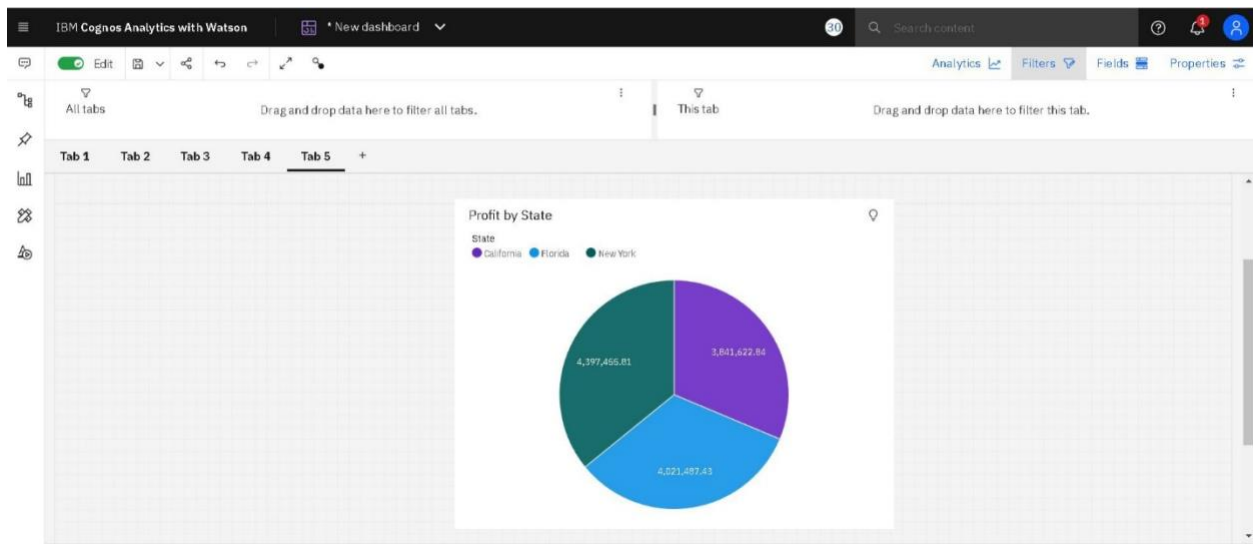 IBM Cognos Analytics with Watson
* New dashboard
30
Search content
1
Edit
Analytics
Filters
Fields
Properties
All tabs
Drag and drop data here to filter all tabs.
This tab
Drag and drop data here to filter this tab.
Tab 1 Tab 2 Tab 3 Tab 4 Tab 5 +
Profit by State
State
California Florida New York
3,841,622.84
4,397,455.81
4,021,487.43